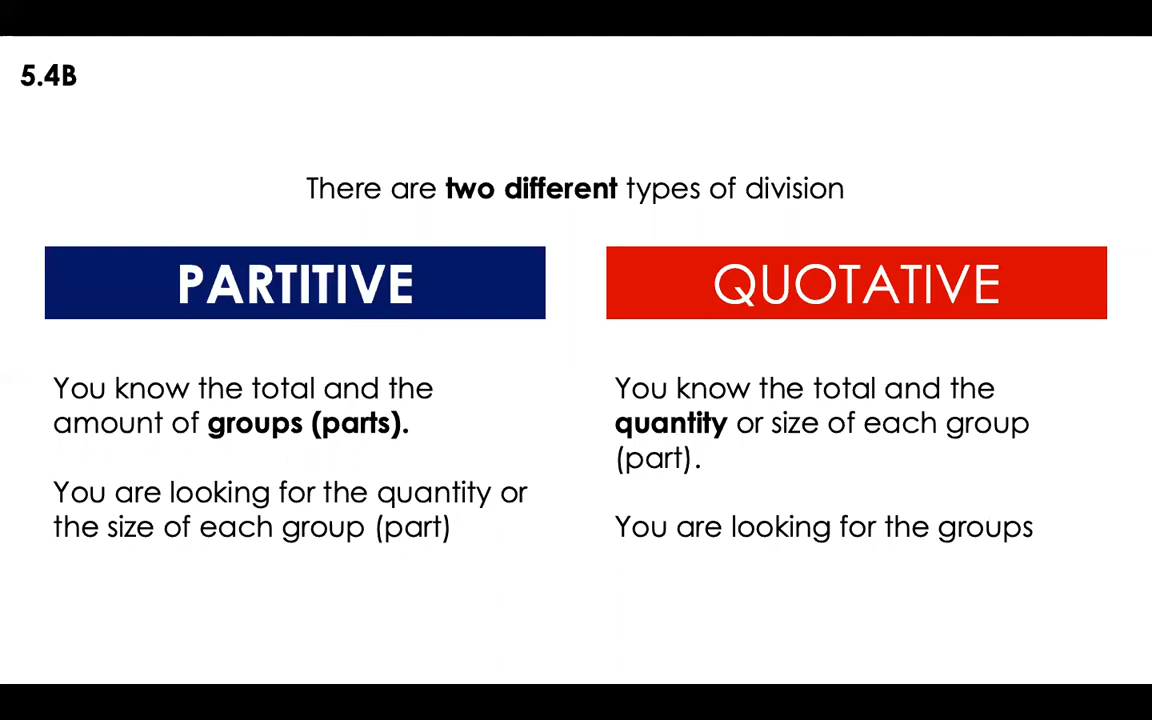 5.4B
There are two different types of division
PARTITIVE
You know the total and the
amount of groups (parts).
You are looking for the quantity or
the size of each group (part)
QUOTATIVE
You know the total and the
quantity or size of each group
(part).
You are looking for the groups